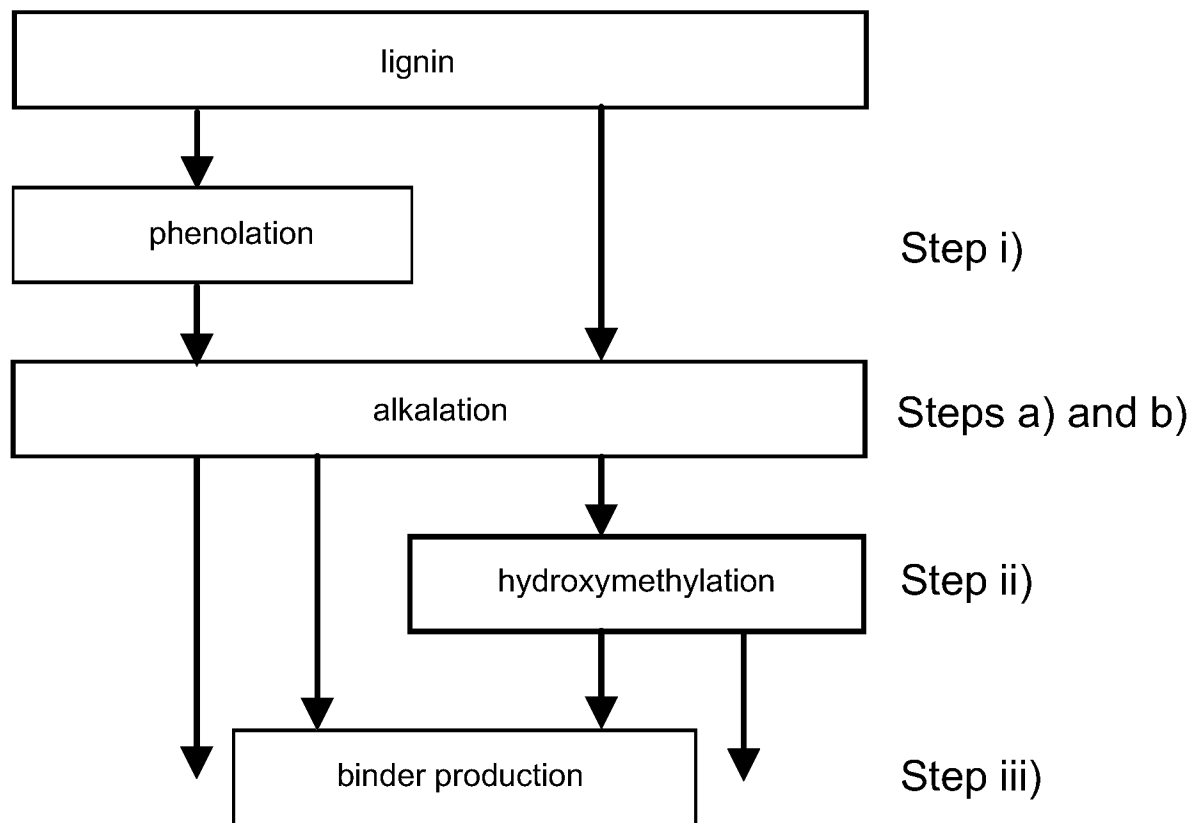 lignin
phenolation
Step i)
alkalation
Steps a) and b)
hydroxymethylation
Step ii)
binder production
Step iii)